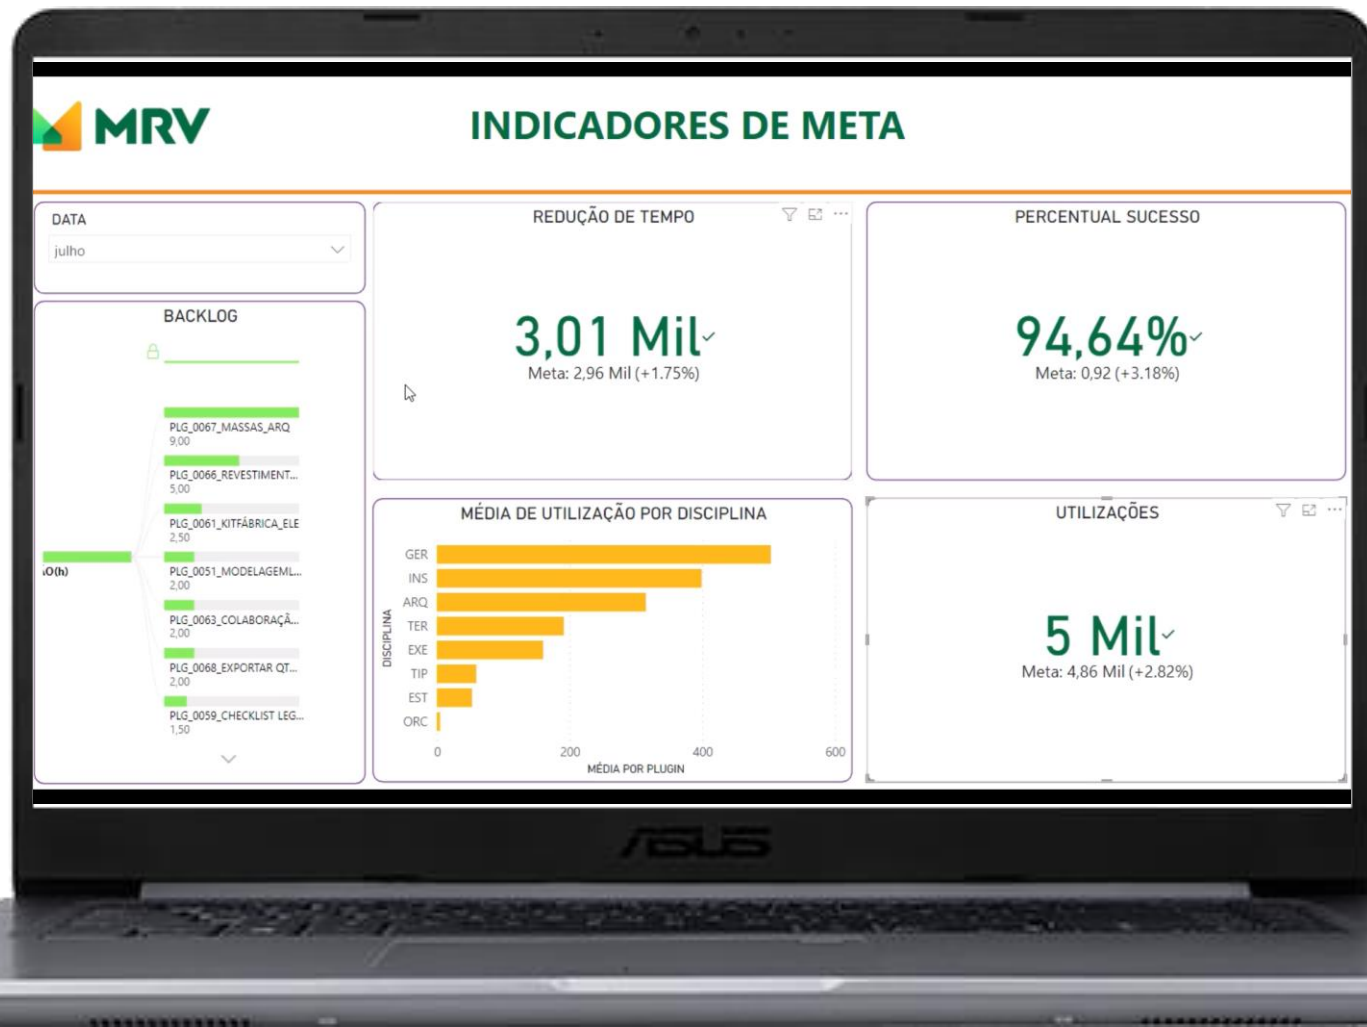 MRV
INDICADORES DE META
DATA
julho
BACKLOG
PLG_0067_MASSAS_ARQ
9,00
PLG_0066_REVESTIMENT...
5,00
PLG_0061_KITFÁBRICA_ELE
2,50
PLG_0051_MODELAGEML...
2,00
PLG_0063_COLABORAÇÃ...
2,00
PLG_0068_EXPORTAR QT...
2,00
PLG_0059_CHECKLIST LEG...
1,50
REDUÇÃO DE TEMPO
3,01 Mil
Meta: 2,96 Mil (+1.75%)
PERCENTUAL SUCESSO
94,64%
Meta: 0,92 (+3.18%)
MÉDIA DE UTILIZAÇÃO POR DISCIPLINA
DISCIPLINA
GER
INS
ARQ
TER
EXE
TIP
EST
ORC
0 200 400 600
MÉDIA POR PLUGIN
UTILIZAÇÕES
5 Mil
Meta: 4,86 Mil (+2.82%)
ASUS